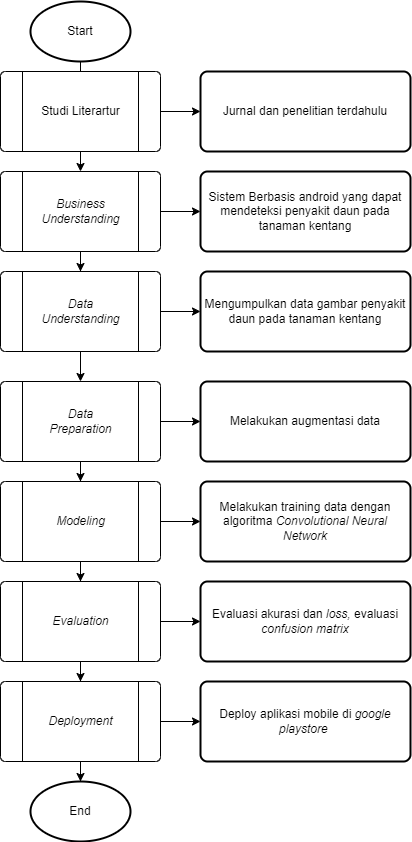 Start
Studi Literartur
Jurnal dan penelitian terdahulu
Business
Understanding
Sistem Berbasis android yang dapat
mendeteksi penyakit daun pada
tanaman kentang
Data
Understanding
Mengumpulkan data gambar penyakit
daun pada tanaman kentang
Data
Preparation
Melakukan augmentasi data
Modeling
Melakukan training data dengan
algoritma Convolutional Neural
Network
Evaluation
Evaluasi akurasi dan loss, evaluasi
confusion matrix
Deployment
Deploy aplikasi mobile di google
playstore
End